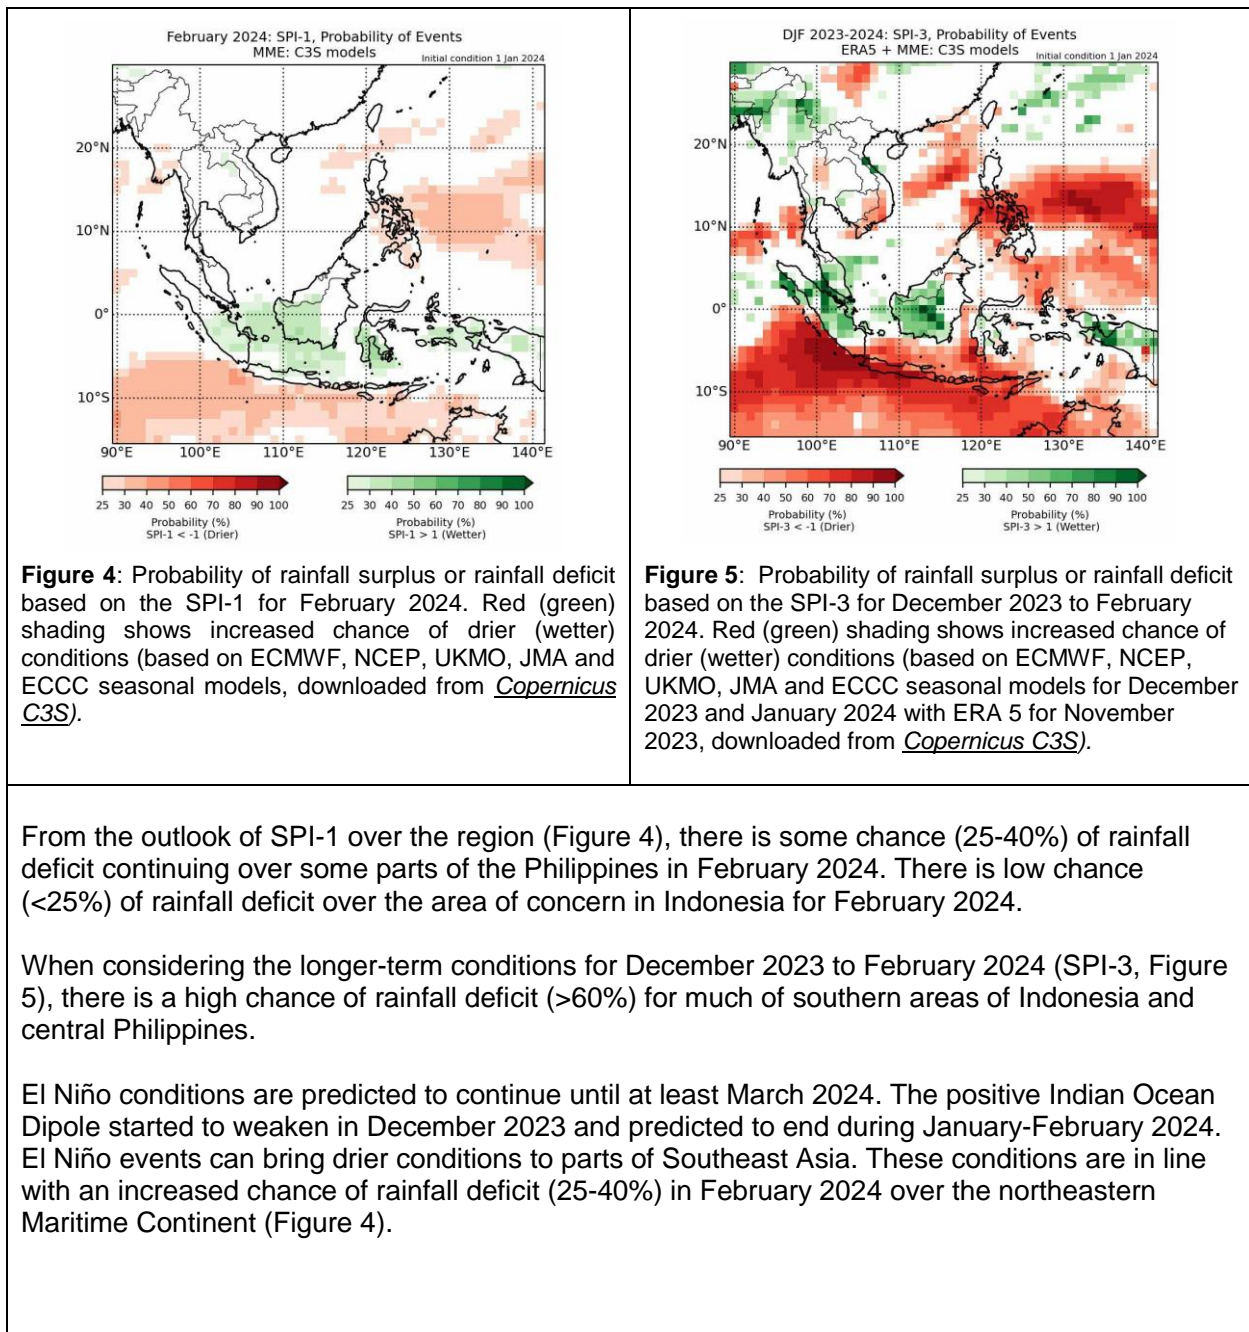 February 2024: SPI-1, Probability of Events
MME: C3S models
Initial condition 1 Jan 2024
20°N
10°N
0°
10°S
90°E 100°E 110°E 120°E 130°E 140°E
25 30 40 50 60 70 80 90 100
Probability (%)
SPI-1 < -1 (Drier)
25 30 40 50 60 70 80 90 100
Probability (%)
SPI-1 > 1 (Wetter)
Figure 4: Probability of rainfall surplus or rainfall deficit
based on the SPI-1 for February 2024. Red (green)
shading shows increased chance of drier (wetter)
conditions (based on ECMWF, NCEP, UKMO, JMA and
ECCC seasonal models, downloaded from Copernicus
C3S).
DJF 2023-2024: SPI-3, Probability of Events
ERA5 + MME: C3S models
Initial condition 1 Jan 2024
20°N
10°N
0°
10°S
90°E 100°E 110°E 120°E 130°E 140°E
25 30 40 50 60 70 80 90 100
Probability (%)
SPI-3 < -1 (Drier)
25 30 40 50 60 70 80 90 100
Probability (%)
SPI-3 > 1 (Wetter)
Figure 5: Probability of rainfall surplus or rainfall deficit
based on the SPI-3 for December 2023 to February
2024. Red (green) shading shows increased chance of
drier (wetter) conditions (based on ECMWF, NCEP,
UKMO, JMA and ECCC seasonal models for December
2023 and January 2024 with ERA 5 for November
2023, downloaded from Copernicus C3S).
From the outlook of SPI-1 over the region (Figure 4), there is some chance (25-40%) of rainfall
deficit continuing over some parts of the Philippines in February 2024. There is low chance
(<25%) of rainfall deficit over the area of concern in Indonesia for February 2024.
When considering the longer-term conditions for December 2023 to February 2024 (SPI-3, Figure
5), there is a high chance of rainfall deficit (>60%) for much of southern areas of Indonesia and
central Philippines.
El Niño conditions are predicted to continue until at least March 2024. The positive Indian Ocean
Dipole started to weaken in December 2023 and predicted to end during January-February 2024.
El Niño events can bring drier conditions to parts of Southeast Asia. These conditions are in line
with an increased chance of rainfall deficit (25-40%) in February 2024 over the northeastern
Maritime Continent (Figure 4).